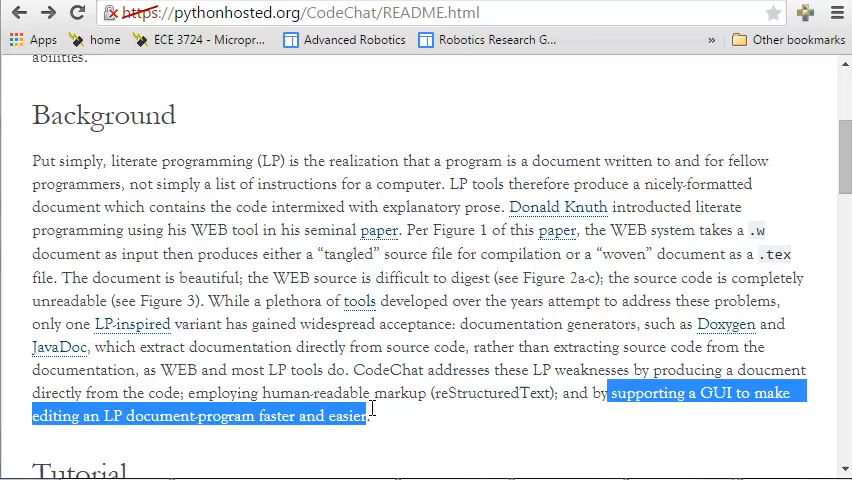 https://pythonhosted.org/CodeChat/README.html
Apps home ECE 3724 - Micropr... Advanced Robotics Robotics Research G... » Other bookmarks
abilities.
Background
Put simply, literate programming (LP) is the realization that a program is a document written to and for fellow
programmers, not simply a list of instructions for a computer. LP tools therefore produce a nicely-formatted
document which contains the code intermixed with explanatory prose. Donald Knuth introducted literate
programming using his WEB tool in his seminal paper. Per Figure 1 of this paper, the WEB system takes a .w
document as input then produces either a “tangled” source file for compilation or a “woven” document as a .tex
file. The document is beautiful; the WEB source is difficult to digest (see Figure 2a-c); the source code is completely
unreadable (see Figure 3). While a plethora of tools developed over the years attempt to address these problems,
only one LP-inspired variant has gained widespread acceptance: documentation generators, such as Doxygen and
JavaDoc, which extract documentation directly from source code, rather than extracting source code from the
documentation, as WEB and most LP tools do. CodeChat addresses these LP weaknesses by producing a doucment
directly from the code; employing human-readable markup (reStructuredText); and by supporting a GUI to make
editing an LP document-program faster and easier.
Tutorial